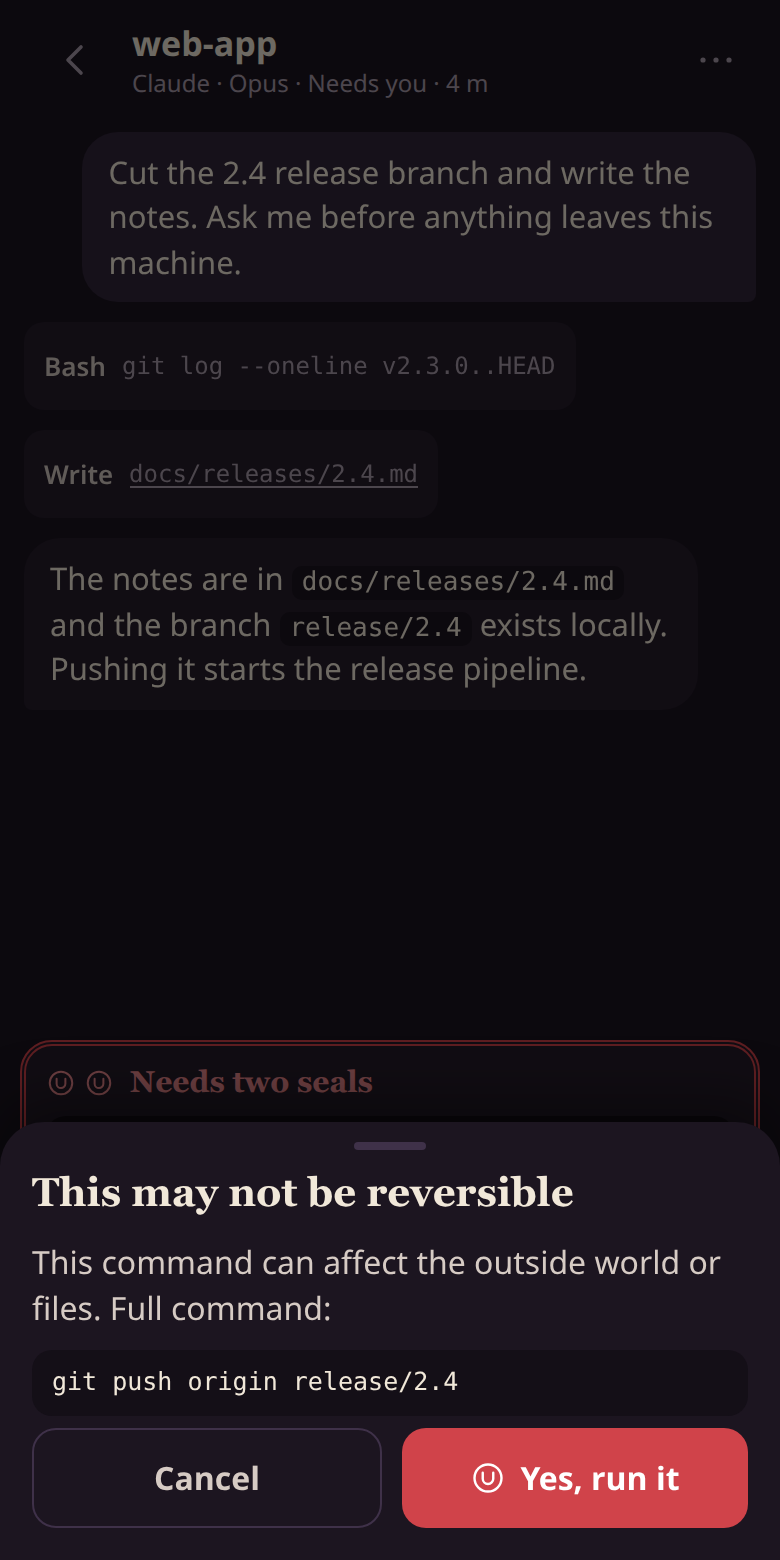 web-app
Claude · Opus · Needs you · 4 m
Cut the 2.4 release branch and write the
notes. Ask me before anything leaves this
machine.
Bash git log --oneline v2.3.0..HEAD
Write docs/releases/2.4.md
The notes are in docs/releases/2.4.md
and the branch release/2.4 exists locally.
Pushing it starts the release pipeline.
Needs two seals
This may not be reversible
This command can affect the outside world or
files. Full command:
git push origin release/2.4
Cancel
Yes, run it